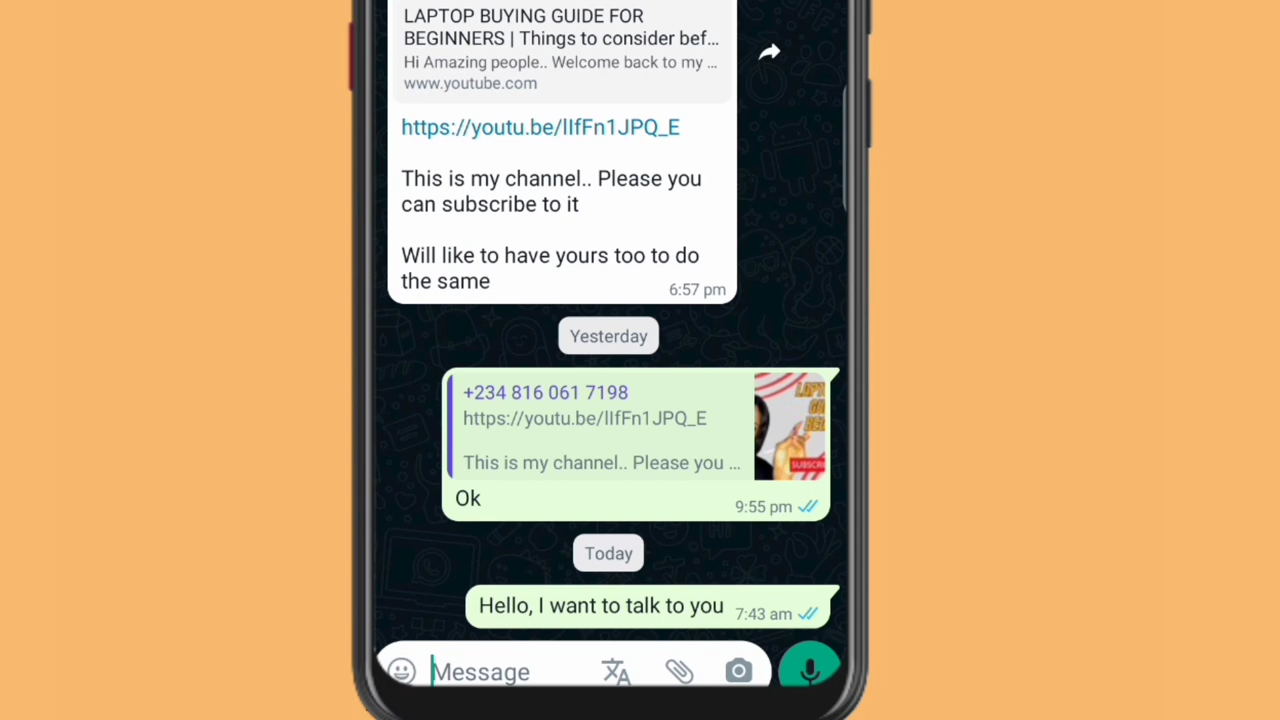 LAPTOP BUYING GUIDE FOR
BEGINNERS | Things to consider bef...
Hi Amazing people.. Welcome back to my ...
www.youtube.com
https://youtu.be/lIfFn1JPQ_E
This is my channel.. Please you
can subscribe to it
Will like to have yours too to do
the same
6:57 pm
Yesterday
+234 816 061 7198
https://youtu.be/lIfFn1JPQ_E
This is my channel.. Please you ...
Ok
9:55 pm
Today
Hello, I want to talk to you
7:43 am
Message